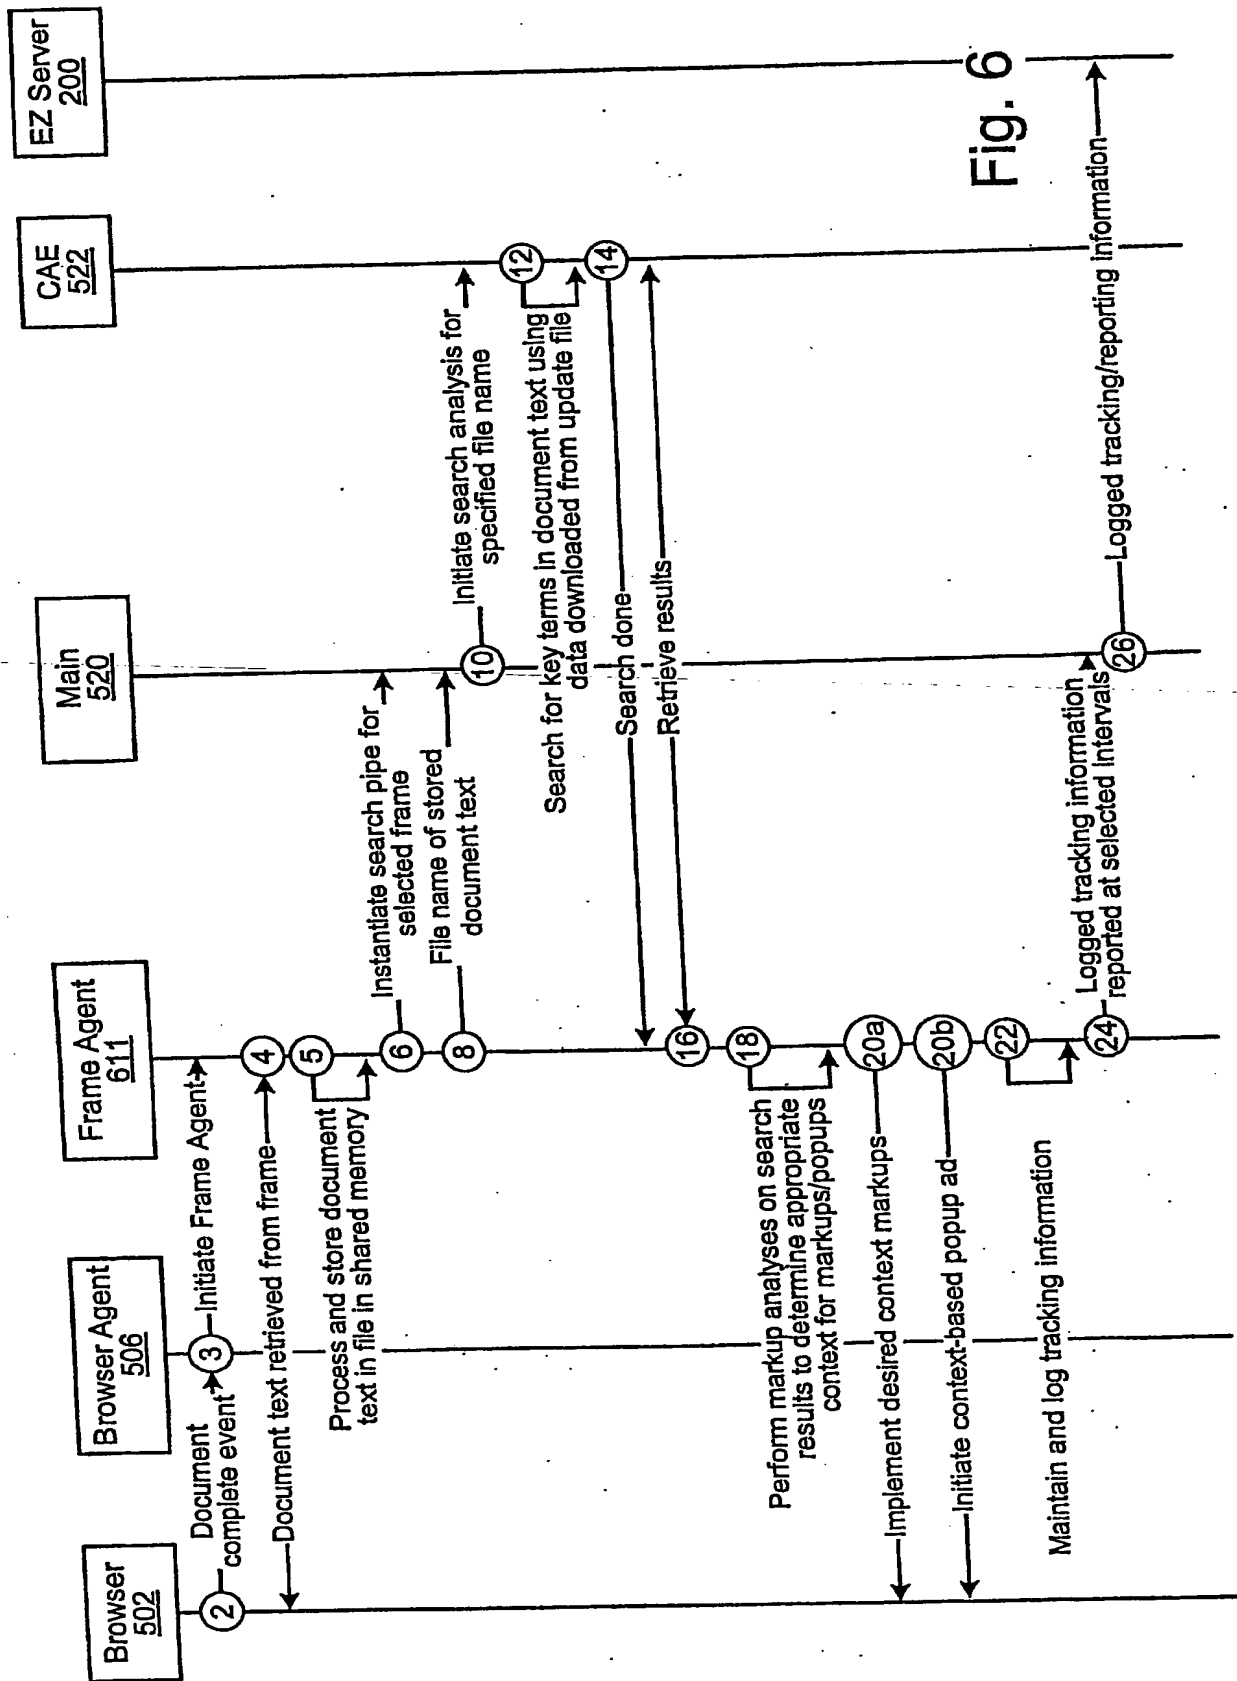 Browser
502
Browser Agent
506
Frame Agent
611
Main
520
CAE
522
EZ Server
200
2
Document
complete event
3
Initiate Frame Agent
4
Document text retrieved from frame
5
Process and store document
text in file in shared memory
6
Instantiate search pipe for
selected frame
8
File name of stored
document text
10
Initiate search analysis for
specified file name
12
Search for key terms in document text using
data downloaded from update file
14
Search done
Retrieve results
16
18
Perform markup analyses on search
results to determine appropriate
context for markups/popups
20a
Implement desired context markups
20b
Initiate context-based popup ad
22
Maintain and log tracking information
24
Logged tracking information
reported at selected intervals
26
Logged tracking/reporting information
Fig. 6